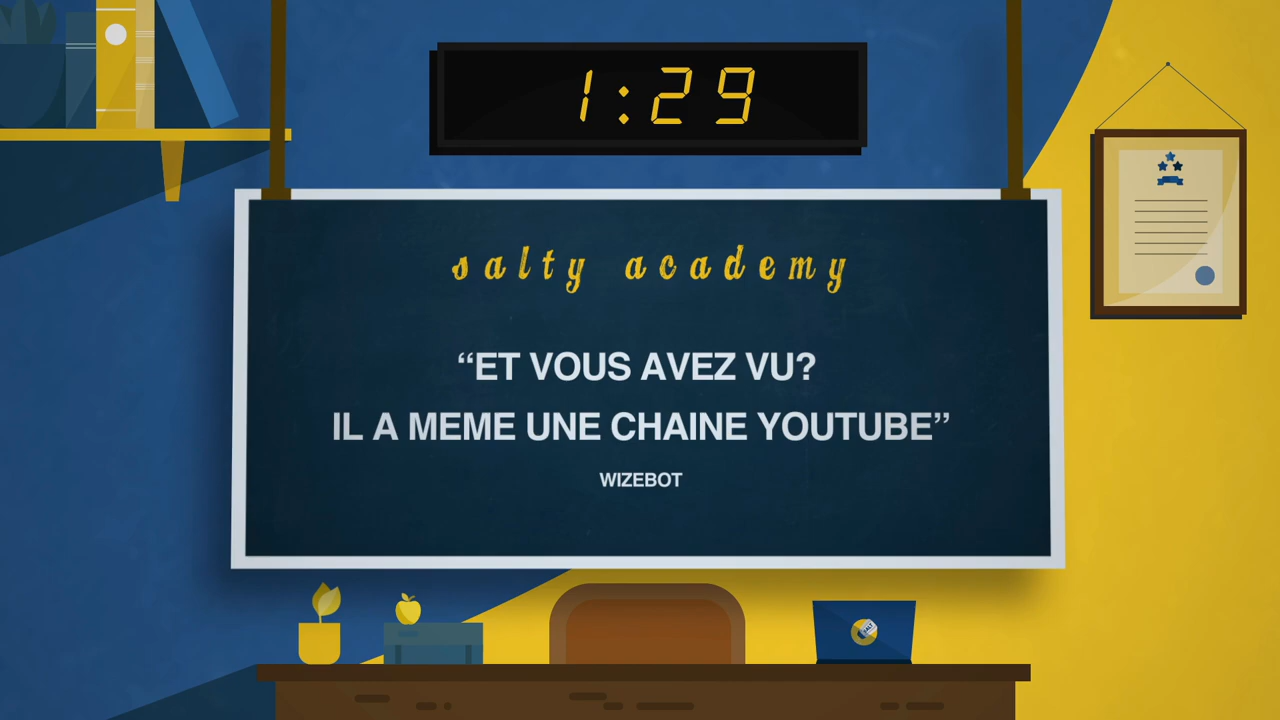 1:29
salty academy
“ET VOUS AVEZ VU?
IL A MEME UNE CHAINE YOUTUBE”
WIZEBOT